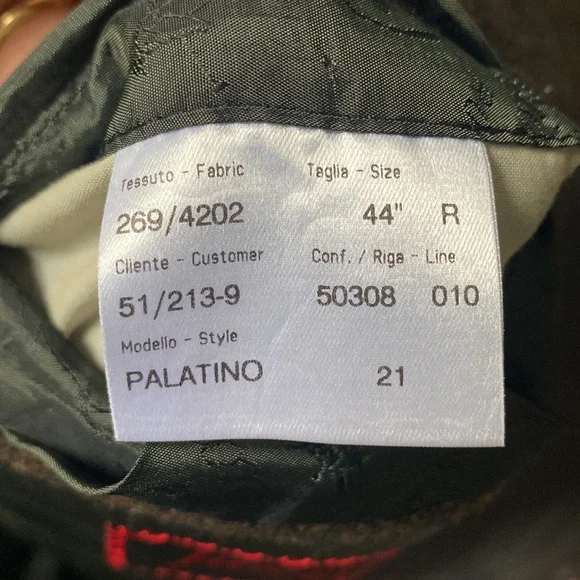 Tessuto - Fabric Taglia - Size
269/4202 44" R
Cliente - Customer Conf. / Riga - Line
51/213-9 50308 010
Modello - Style
PALATINO 21